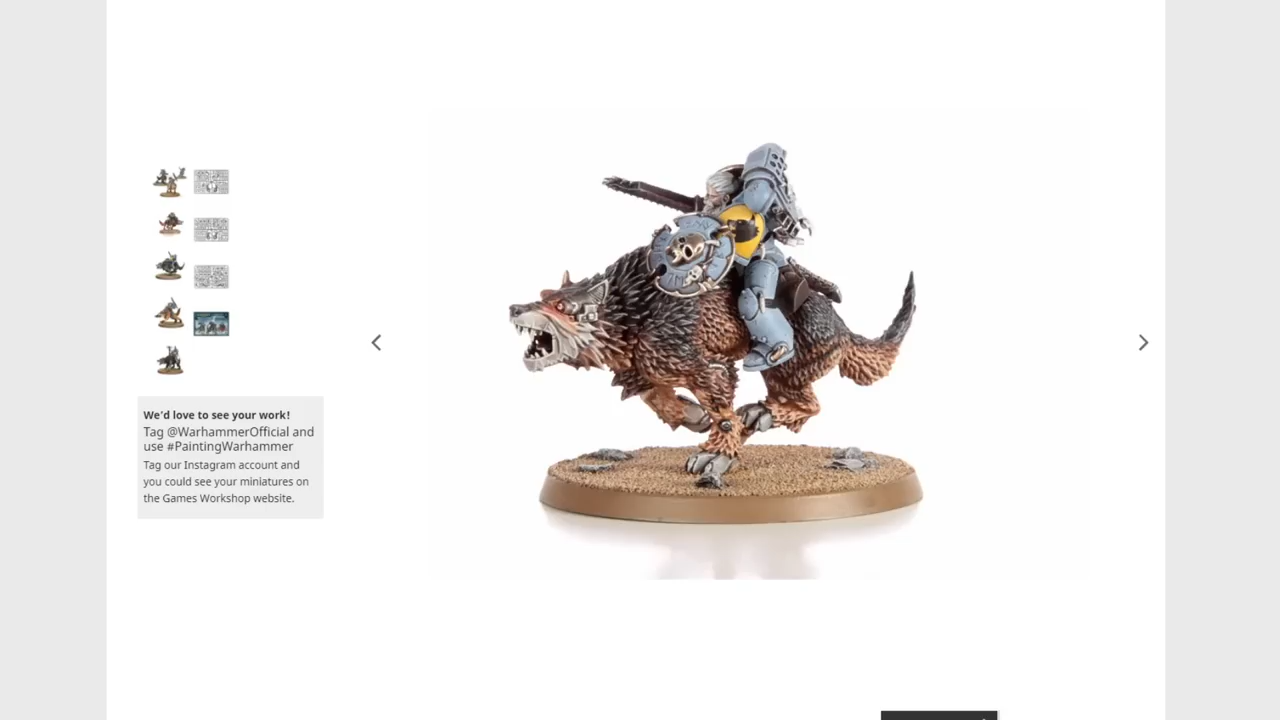 We'd love to see your work!
Tag @WarhammerOfficial and
use #PaintingWarhammer
Tag our Instagram account and
you could see your miniatures on
the Games Workshop website.